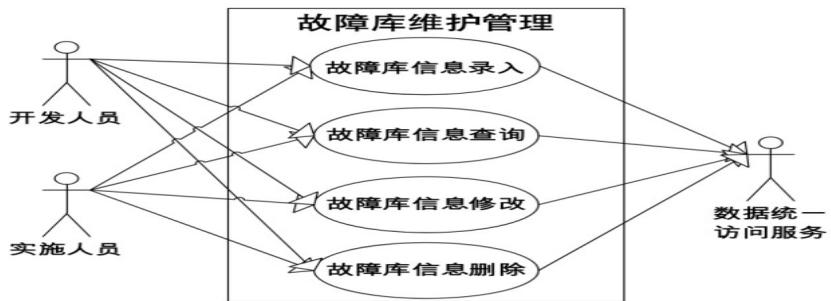 故障库维护管理
故障库信息录入
开发人员
故障库信息查询
故障库信息修改
数据统一
访问服务
实施人员
故障库信息删除